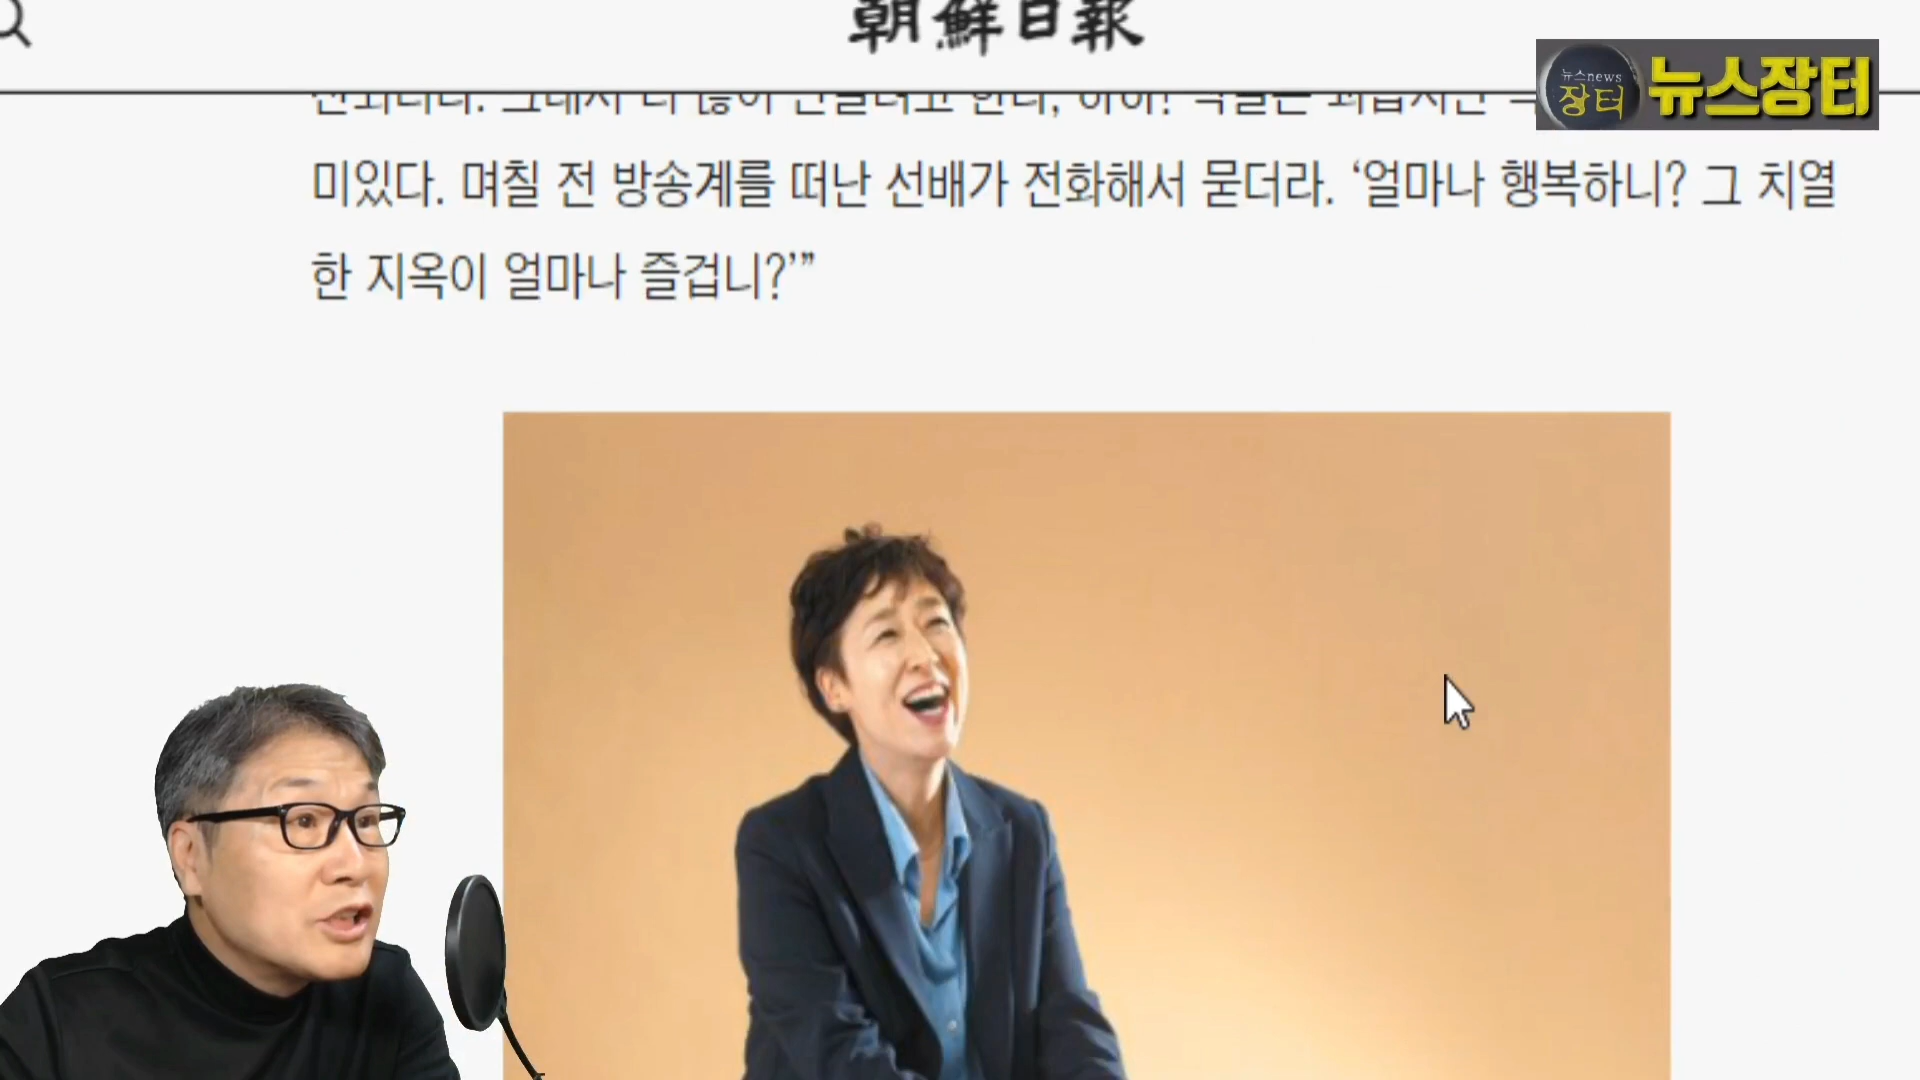 朝鮮日報
뉴스news
장터
뉴스장터
미있다. 며칠 전 방송계를 떠난 선배가 전화해서 묻더라. ‘얼마나 행복하니? 그 치열
한 지옥이 얼마나 즐겁니?’”